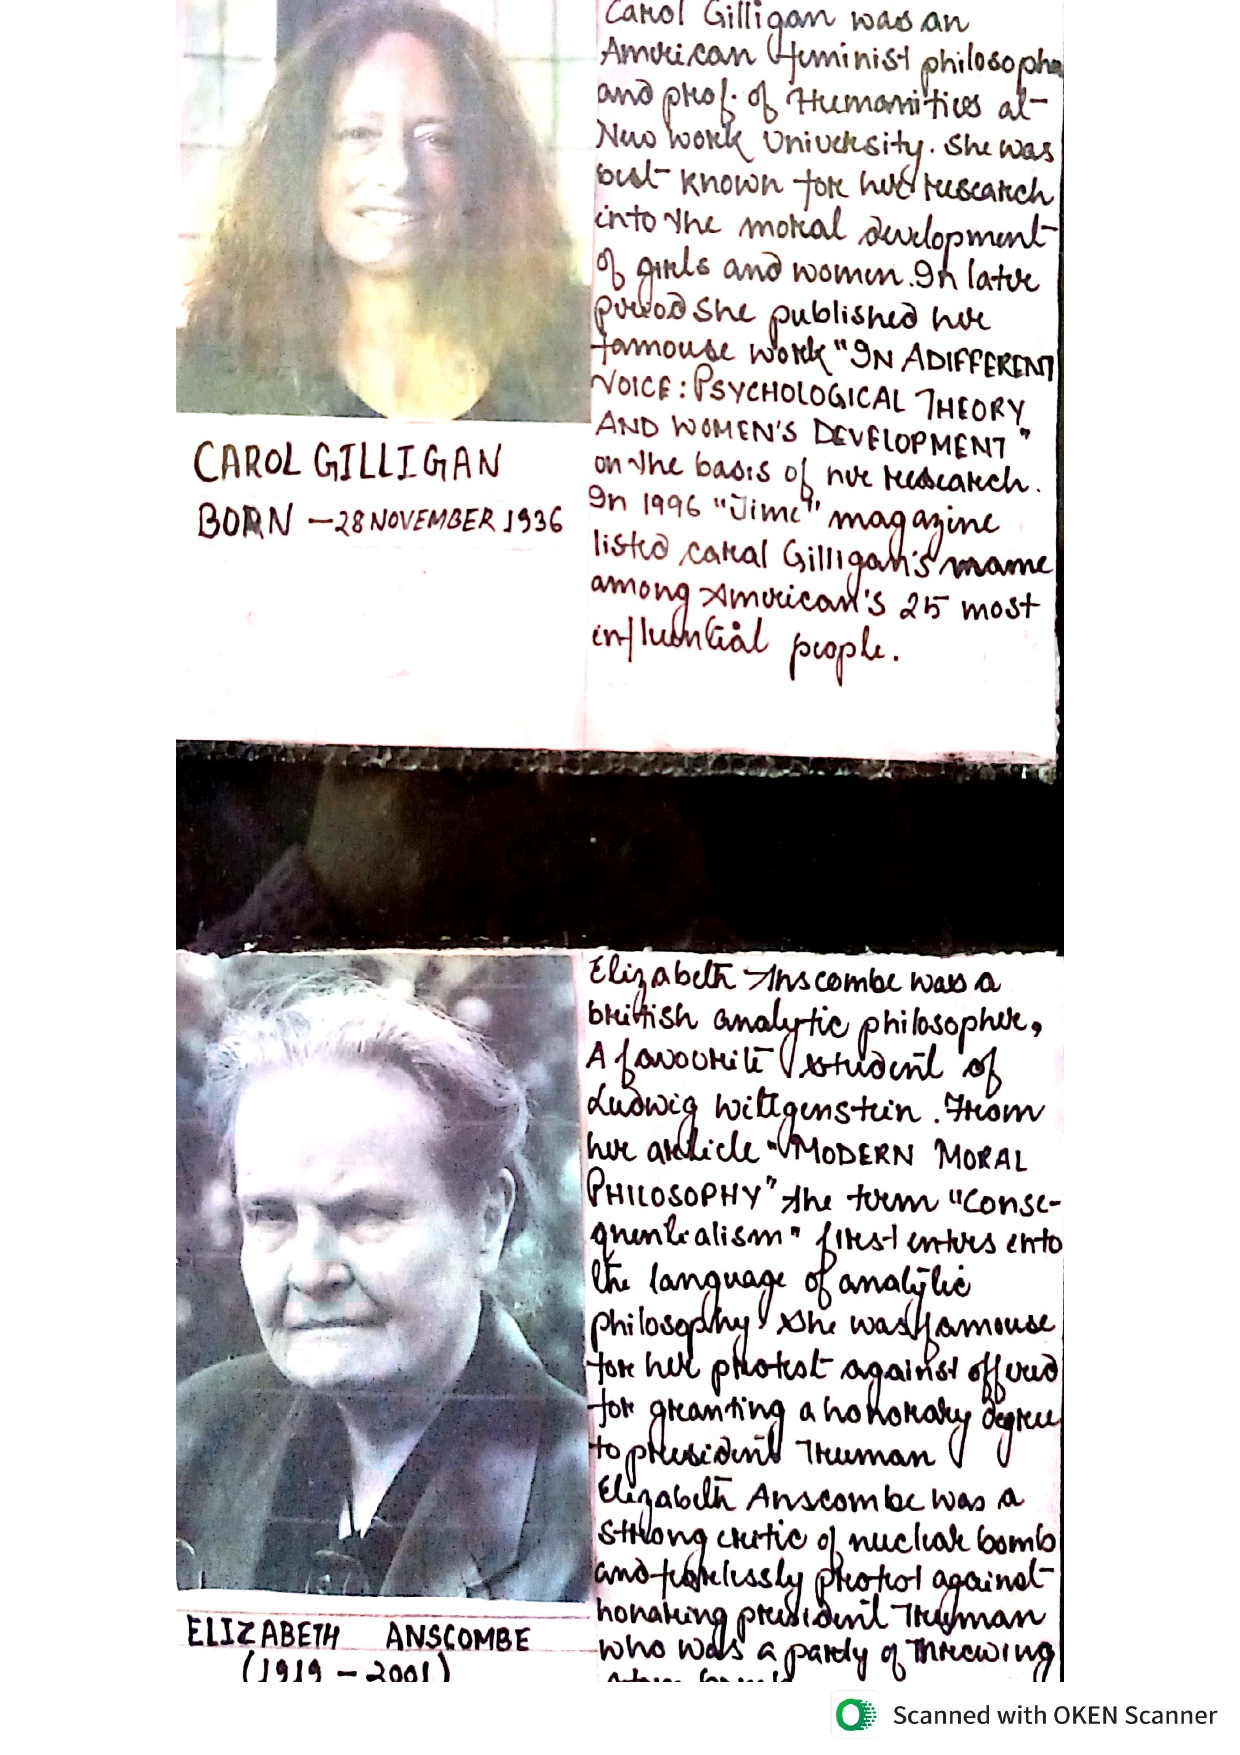 Carol Gilligan was an
American feminist philosophe
and prof. of Humanities at
New work University. She was
best known for her research
into the moral development
of girls and women. In later
period She published her
famouse work "IN A DIFFERENT
VOICE: PSYCHOLOGICAL THEORY
AND WOMEN'S DEVELOPMENT"
on the basis of her research.
In 1996 "Time" magazine
listed caral Gilligan's name
among American's 25 most
influential people.
CAROL GILLIGAN
BORN – 28 NOVEMBER 1936
Elizabeth Anscombe was a
british analytic philosopher,
A favourite student of
Ludwig Wittgenstein. From
her article "MODERN MORAL
PHILOSOPHY" the term "Conse-
quentialism" first enters into
the language of analytic
philosophy. She was famouse
for her protest against offered
for granting a honorary degree
to president Truman
Elizabeth Anscombe was a
strong critic of nuclear bomb
and protest against
honaring president Truman
who was a party of threwing
ELIZABETH ANSCOMBE
(1919 – 2001)
Scanned with OKEN Scanner